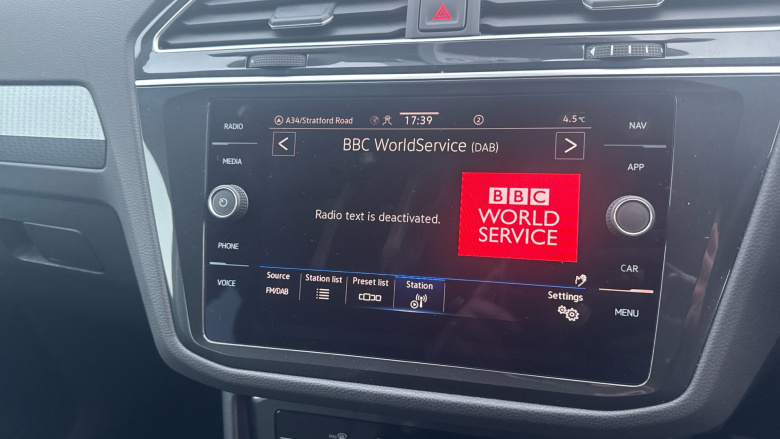 RADIO
MEDIA
PHONE
VOICE
A34/Stratford Road
17:39
2
4.5°C
BBC WorldService (DAB)
Radio text is deactivated.
BBC
WORLD
SERVICE
Source
FM/DAB
Station list
Preset list
Station
Settings
NAV
APP
CAR
MENU